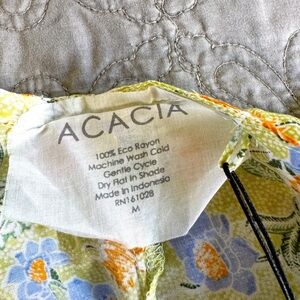 ACACIA
100% Eco Rayon
Machine Wash Cold
Gentle Cycle
Dry Flat In Shade
Made In Indonesia
RN161028
M